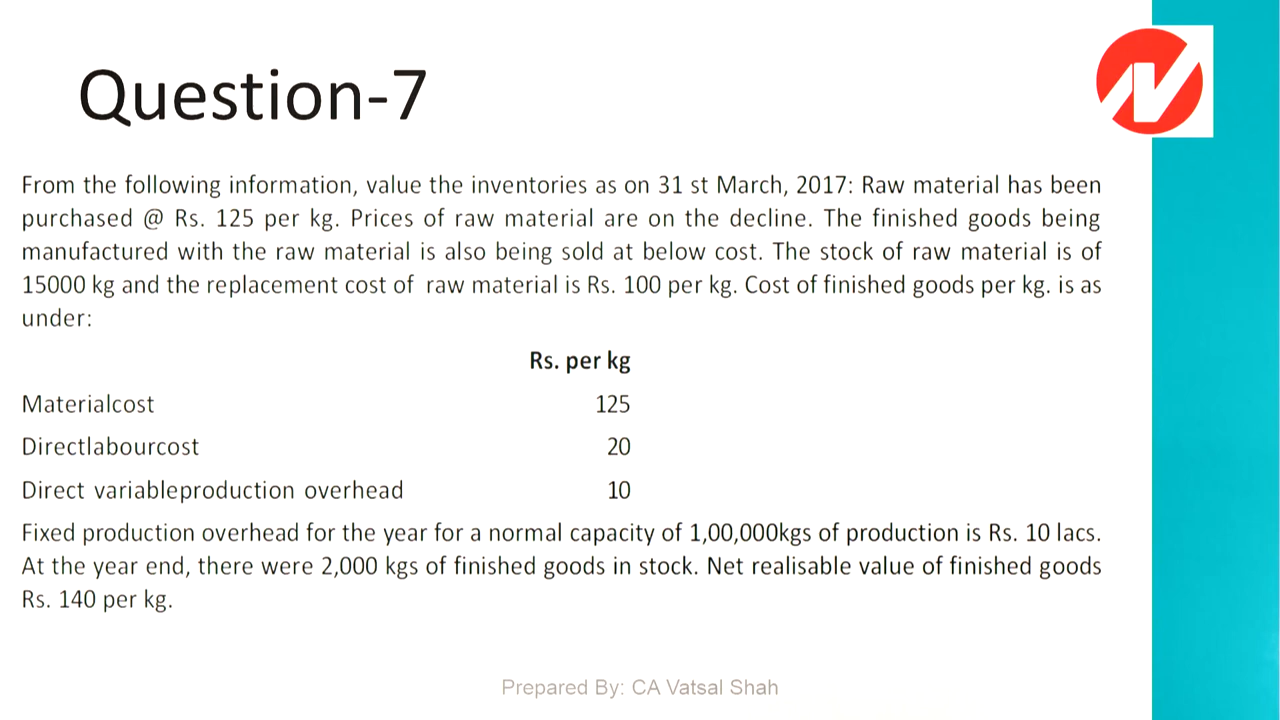 Question-7
From the following information, value the inventories as on 31 st March, 2017: Raw material has been
purchased @ Rs. 125 per kg. Prices of raw material are on the decline. The finished goods being
manufactured with the raw material is also being sold at below cost. The stock of raw material is of
15000 kg and the replacement cost of raw material is Rs. 100 per kg. Cost of finished goods per kg. is as
under:
Rs. per kg
Materialcost 125
Directlabourcost 20
Direct variableproduction overhead 10
Fixed production overhead for the year for a normal capacity of 1,00,000kgs of production is Rs. 10 lacs.
At the year end, there were 2,000 kgs of finished goods in stock. Net realisable value of finished goods
Rs. 140 per kg.
Prepared By: CA Vatsal Shah